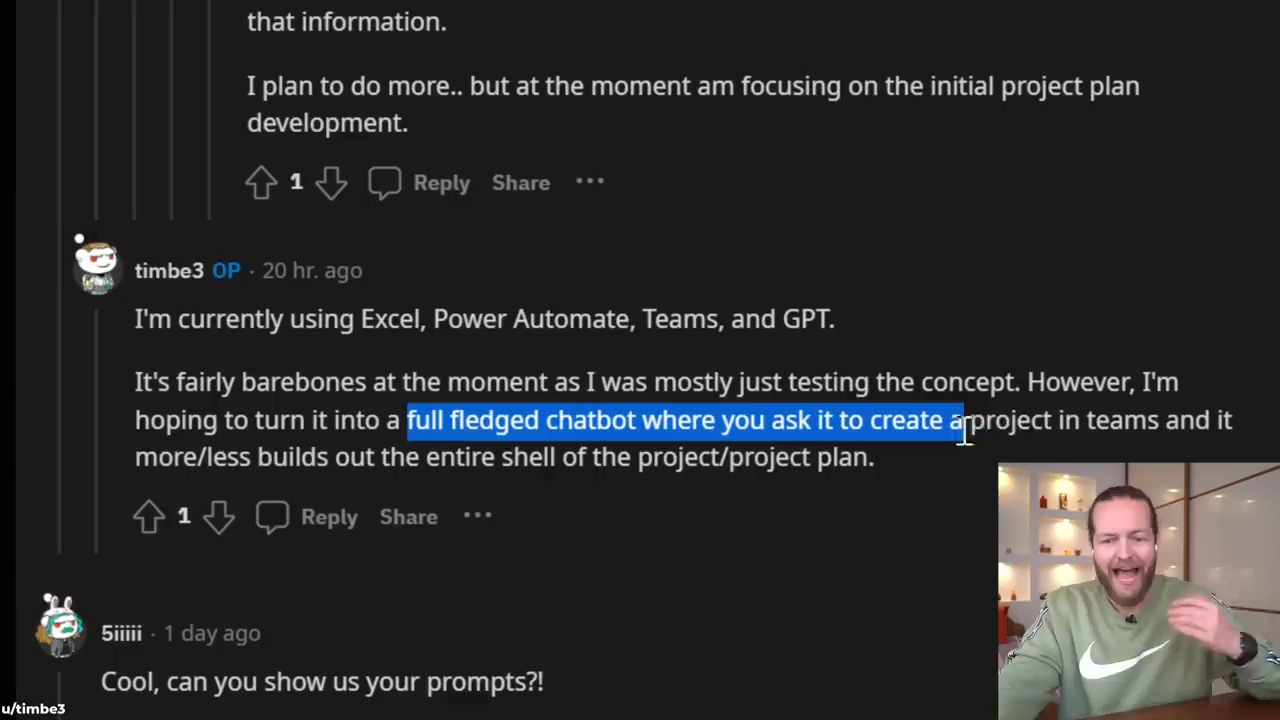 that information.
I plan to do more.. but at the moment am focusing on the initial project plan
development.
1 Reply Share ...
timbe3 OP · 20 hr. ago
I'm currently using Excel, Power Automate, Teams, and GPT.
It's fairly barebones at the moment as I was mostly just testing the concept. However, I'm
hoping to turn it into a full fledged chatbot where you ask it to create a project in teams and it
more/less builds out the entire shell of the project/project plan.
1 Reply Share ...
5iiiii · 1 day ago
Cool, can you show us your prompts?!
u/timbe3